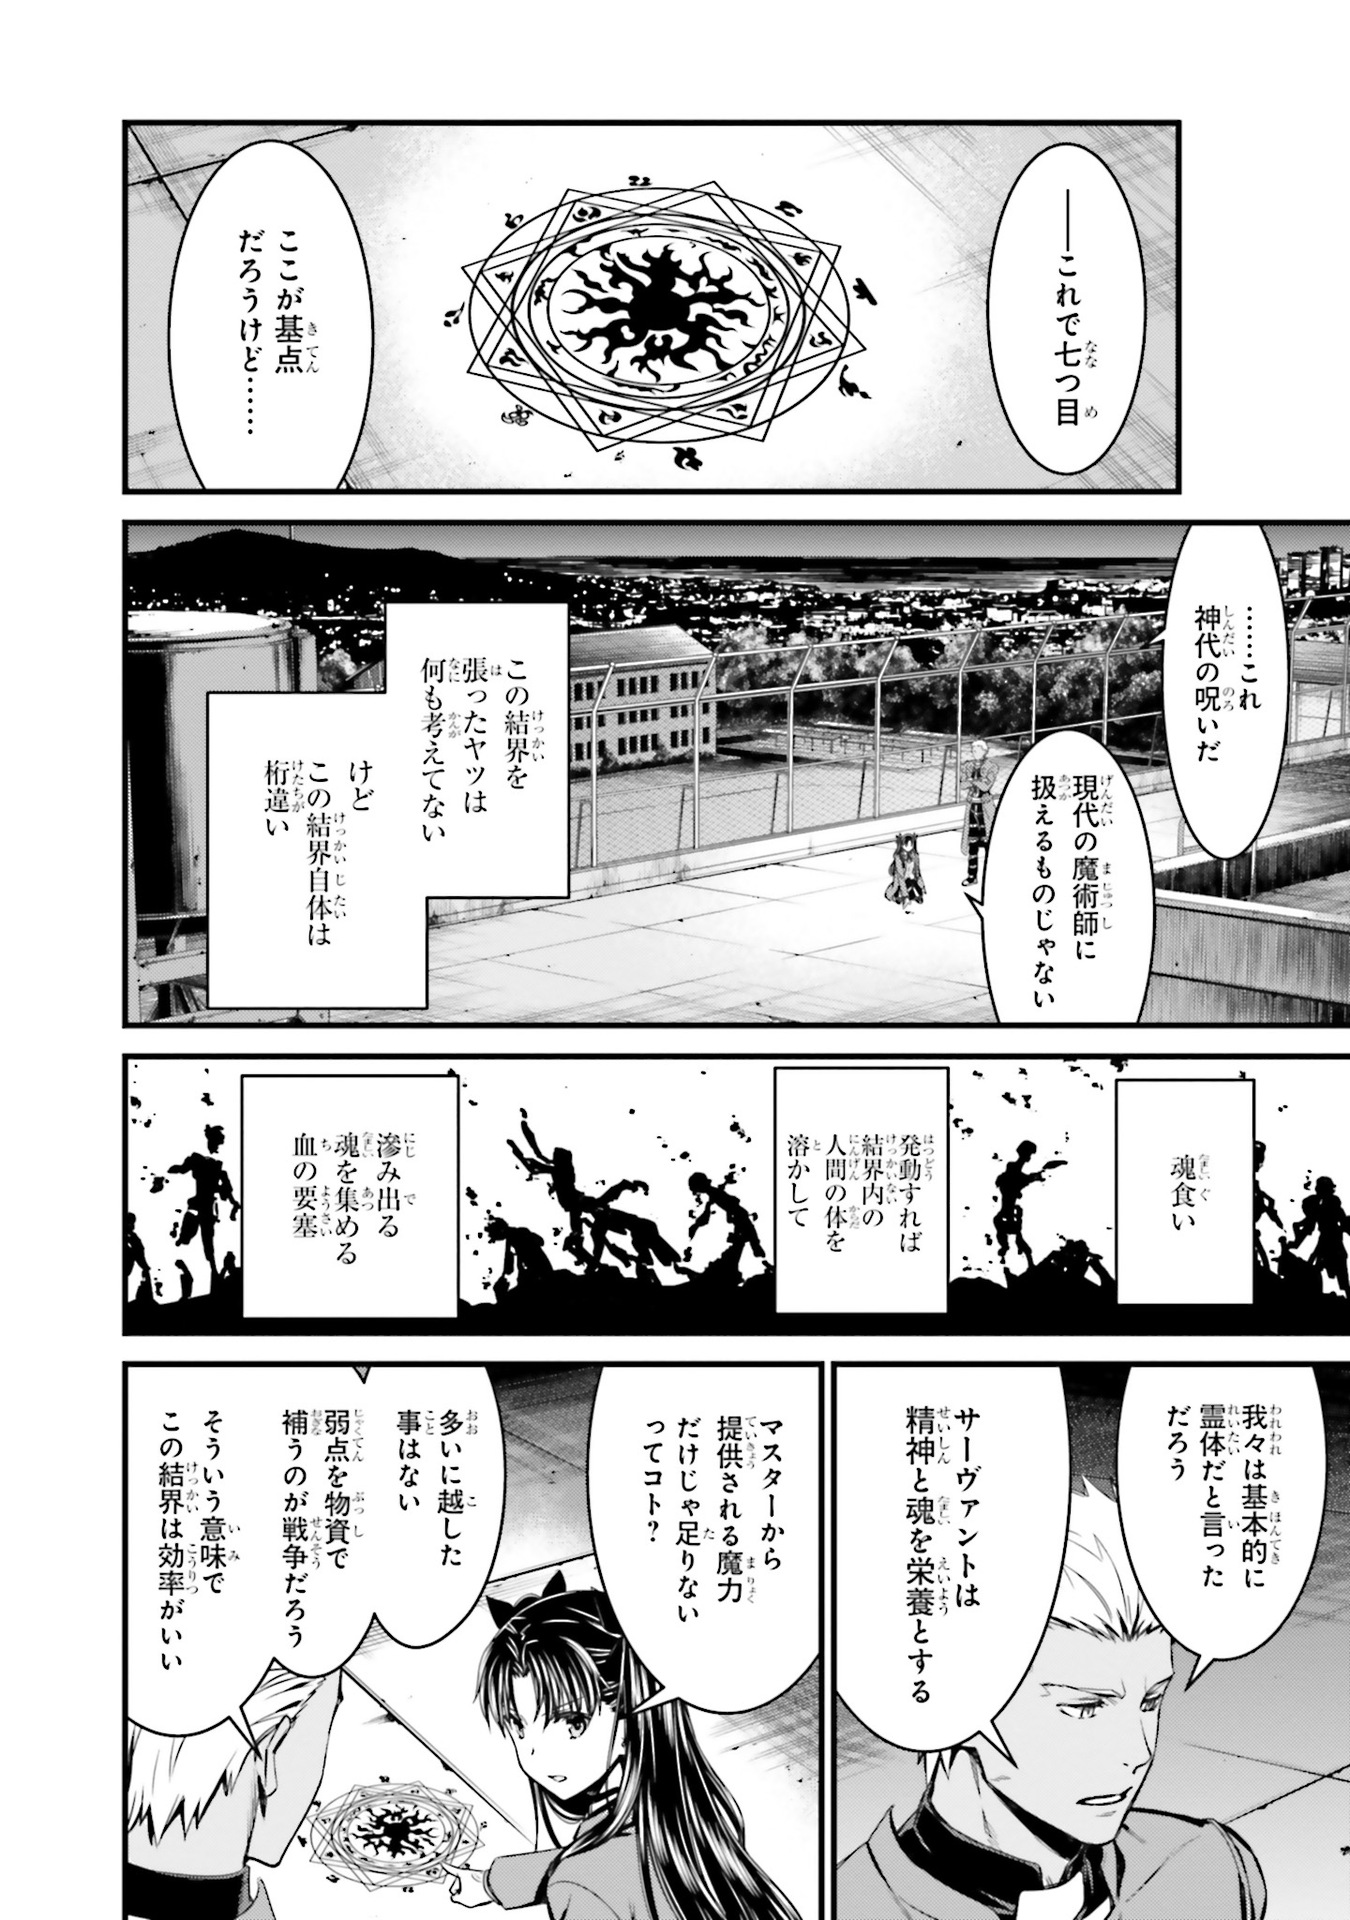 ――これで七つ目
ここが基点
だろうけど……
……これ
神代の呪いだ
現代の魔術師に
扱えるものじゃない
この結界を
張ったヤツは
何も考えてない
けど
この結界自体は
桁違い
魂食い
発動すれば
結界内の
人間の体を
溶かして
滲み出る
魂を集める
血の要塞
我々は基本的に
霊体だと言った
だろう
サーヴァントは
精神と魂を栄養とする
マスターから
提供される魔力
だけじゃ足りない
ってコト?
多いに越した
事はない
弱点を物資で
補うのが戦争だろう
そういう意味で
この結界は効率がいい